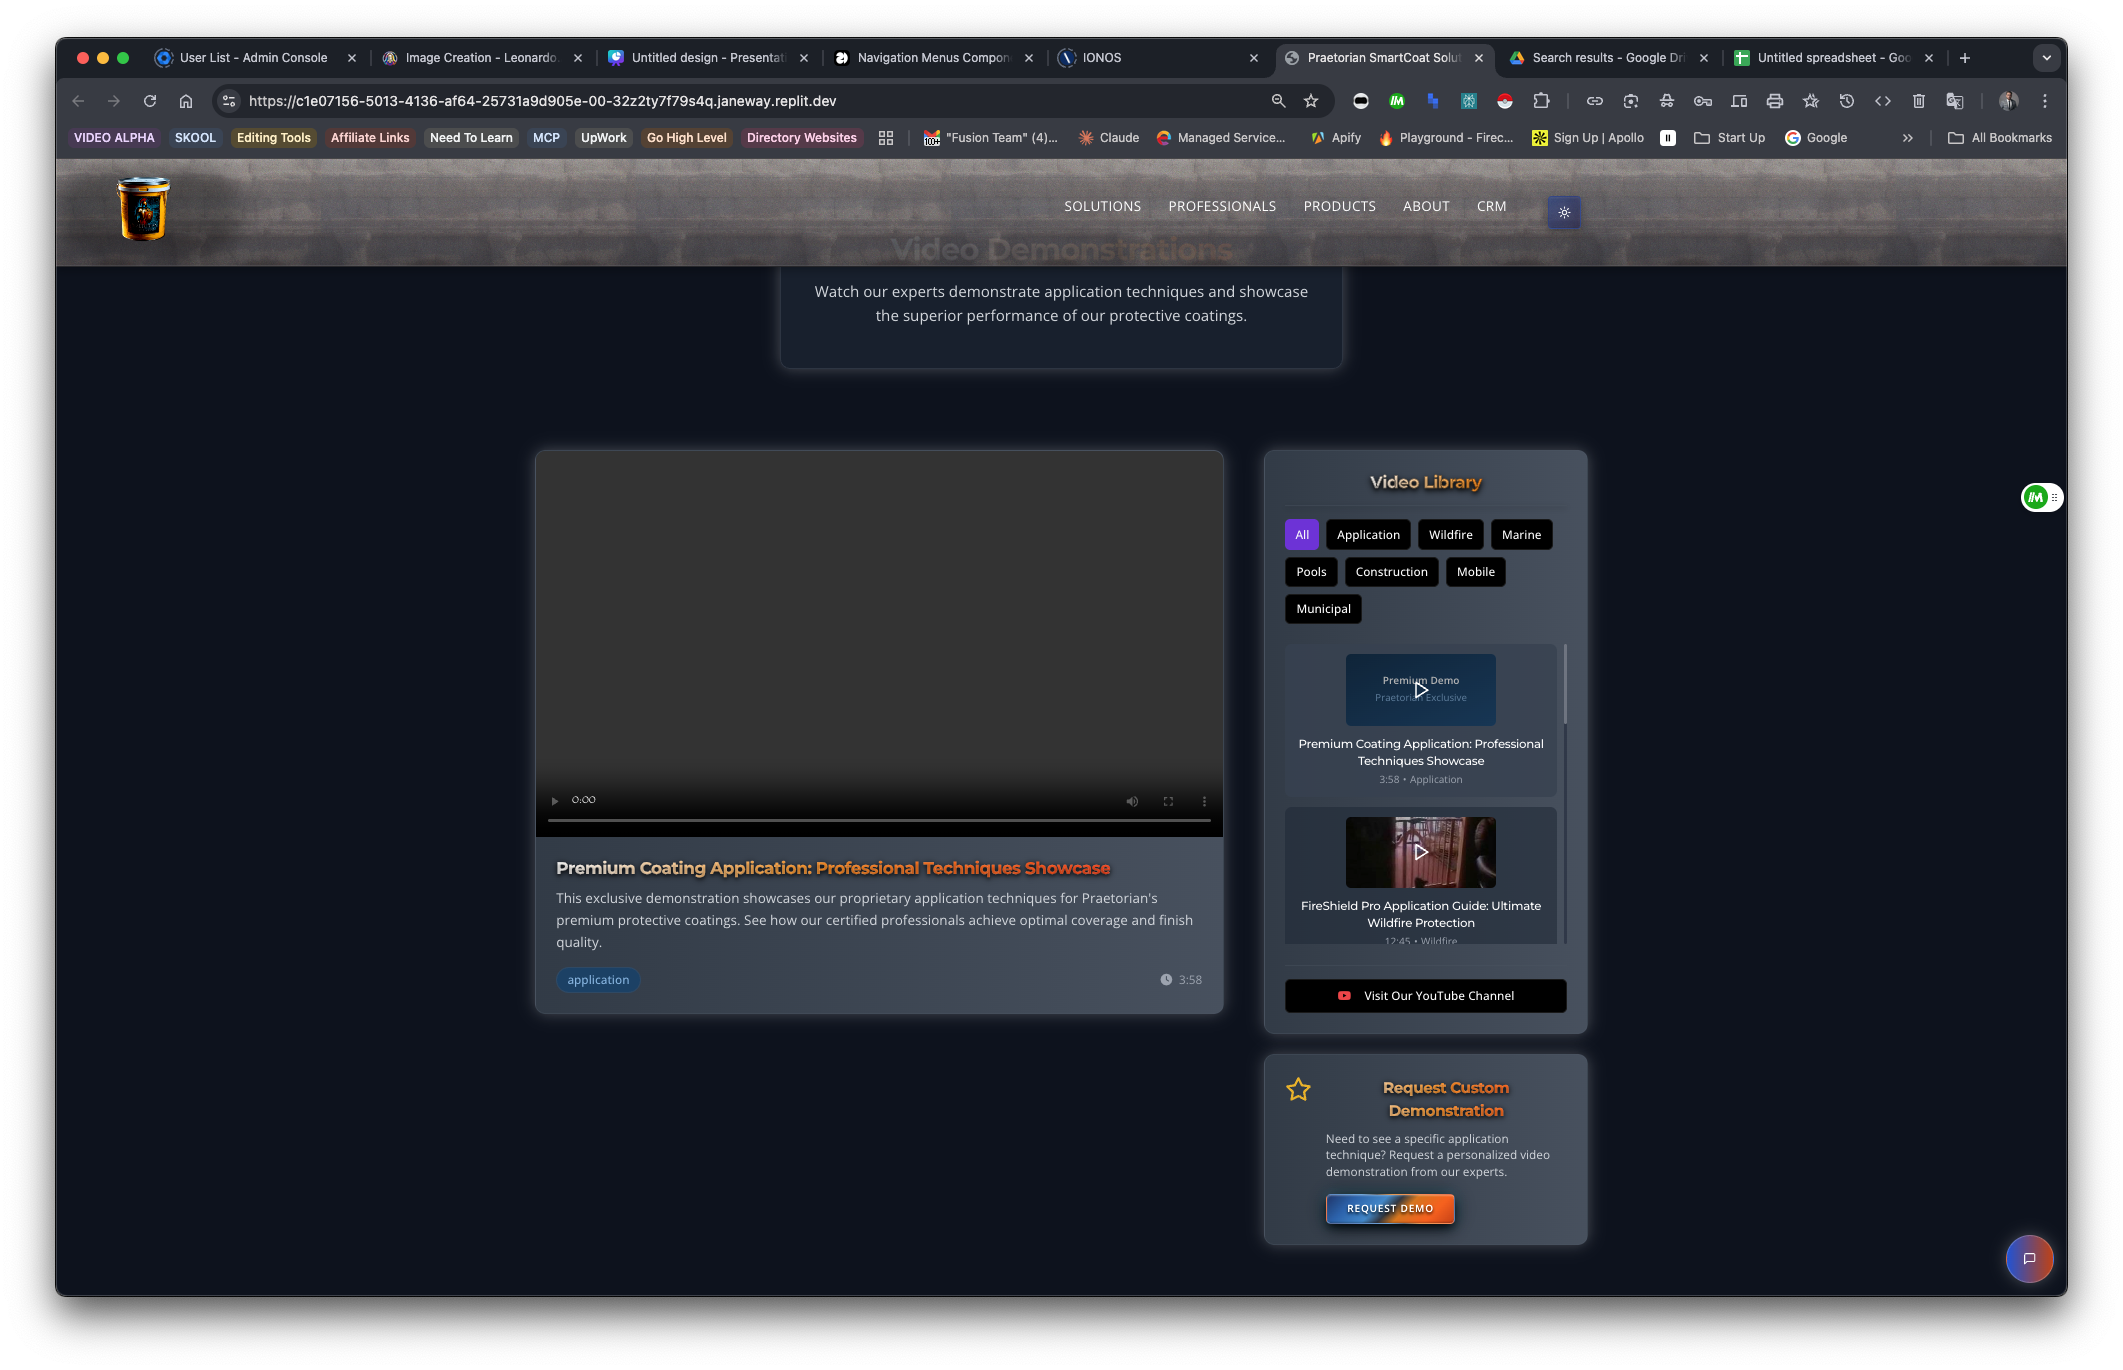 User List - Admin Console
Image Creation - Leonardo.
Untitled design - Presentati
Navigation Menus Compon
IONOS
Praetorian SmartCoat Solut
Search results - Google Dri
Untitled spreadsheet - Goo
https://c1e07156-5013-4136-af64-25731a9d905e-00-32z2ty7f79s4q.janeway.replit.dev
VIDEO ALPHA
SKOOL
Editing Tools
Affiliate Links
Need To Learn
MCP
UpWork
Go High Level
Directory Websites
100+
"Fusion Team" (4)...
Claude
Managed Service...
Apify
Playground - Firec...
Sign Up | Apollo
Start Up
Google
All Bookmarks
SOLUTIONS
PROFESSIONALS
PRODUCTS
ABOUT
CRM
Video Demonstrations
Watch our experts demonstrate application techniques and showcase
the superior performance of our protective coatings.
0:00
Premium Coating Application: Professional Techniques Showcase
This exclusive demonstration showcases our proprietary application techniques for Praetorian's
premium protective coatings. See how our certified professionals achieve optimal coverage and finish
quality.
application
3:58
Video Library
All
Application
Wildfire
Marine
Pools
Construction
Mobile
Municipal
Premium Demo
Praetorian Exclusive
Premium Coating Application: Professional
Techniques Showcase
3:58 • Application
FireShield Pro Application Guide: Ultimate
Wildfire Protection
12:45 • Wildfire
Visit Our YouTube Channel
Request Custom
Demonstration
Need to see a specific application
technique? Request a personalized video
demonstration from our experts.
REQUEST DEMO